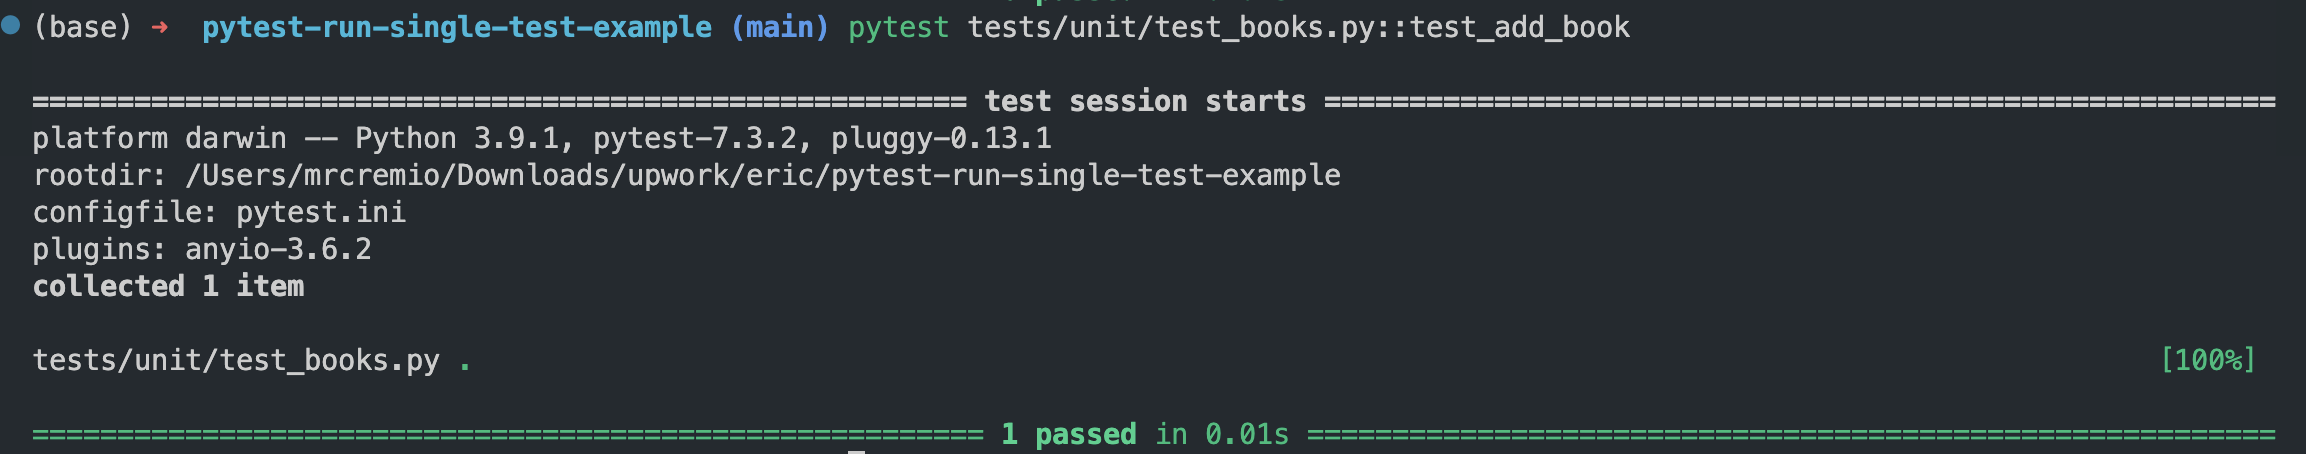 (base) → pytest-run-single-test-example (main) pytest tests/unit/test_books.py::test_add_book
======================================================= test session starts ========================================================
platform darwin -- Python 3.9.1, pytest-7.3.2, pluggy-0.13.1
rootdir: /Users/mrcremio/Downloads/upwork/eric/pytest-run-single-test-example
configfile: pytest.ini
plugins: anyio-3.6.2
collected 1 item
tests/unit/test_books.py . [100%]
======================================================== 1 passed in 0.01s =========================================================